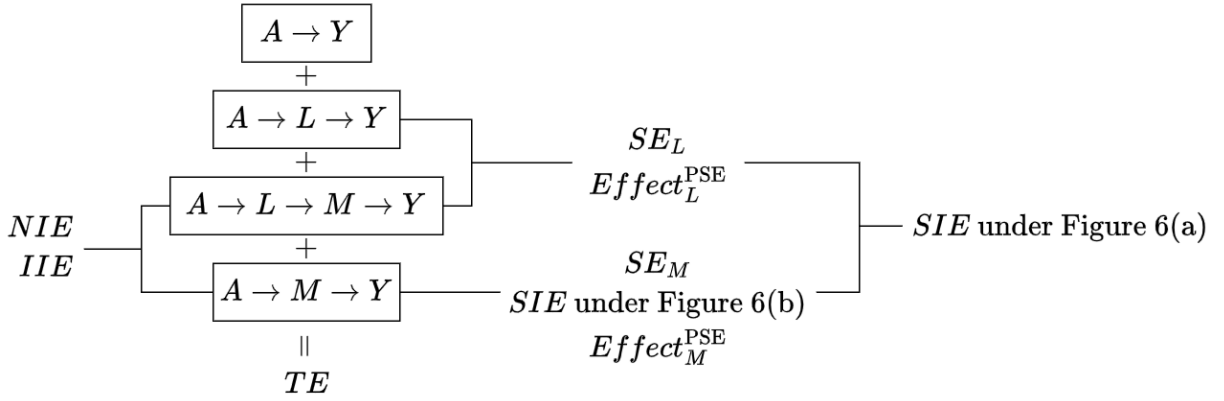 A → Y
+
A → L → Y
+
A → L → M → Y
+
A → M → Y
=
TE
NIE
IIE
SE_L
Effect_L^PSE
SE_M
SIE under Figure 6(b)
Effect_M^PSE
SIE under Figure 6(a)